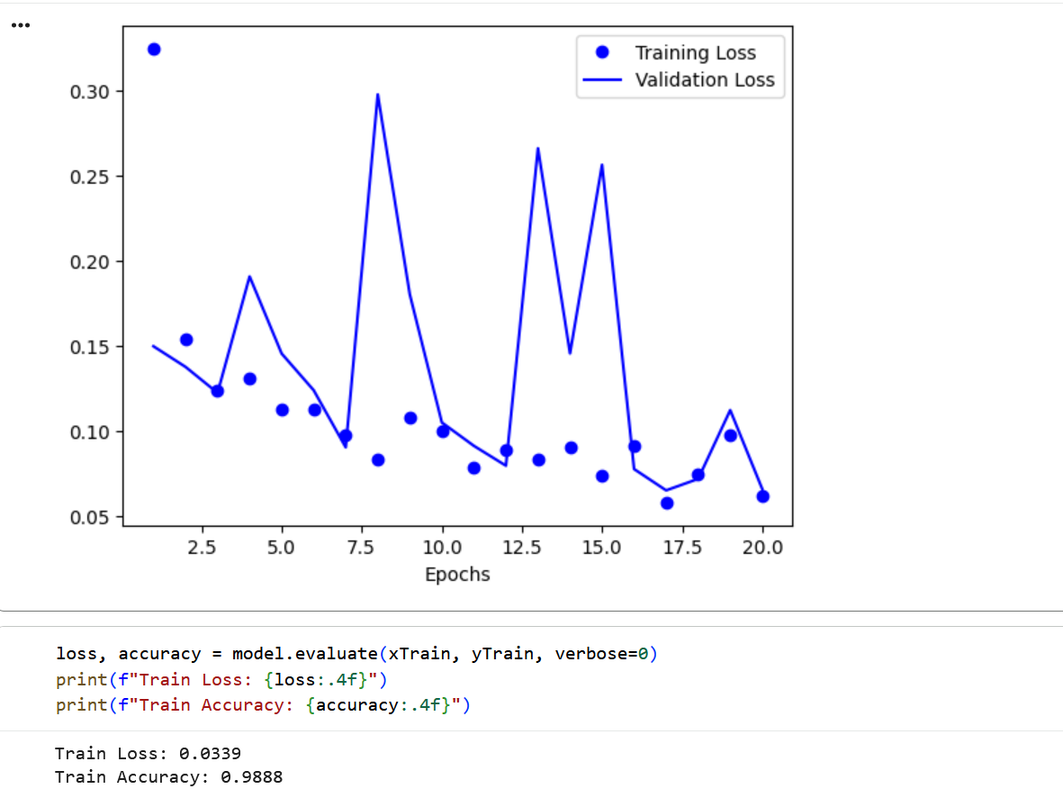 ...
Training Loss
Validation Loss
0.30
0.25
0.20
0.15
0.10
0.05
2.5 5.0 7.5 10.0 12.5 15.0 17.5 20.0
Epochs
loss, accuracy = model.evaluate(xTrain, yTrain, verbose=0)
print(f"Train Loss: {loss:.4f}")
print(f"Train Accuracy: {accuracy:.4f}")
Train Loss: 0.0339
Train Accuracy: 0.9888